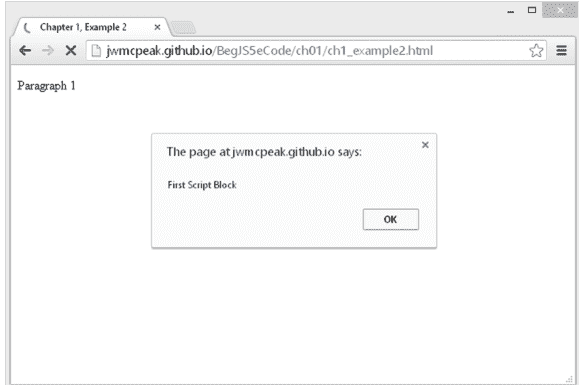 Chapter 1, Example 2
jwmcpeak.github.io/BegJS5eCode/ch01/ch1_example2.html
Paragraph 1
The page at jwmcpeak.github.io says:
First Script Block
OK